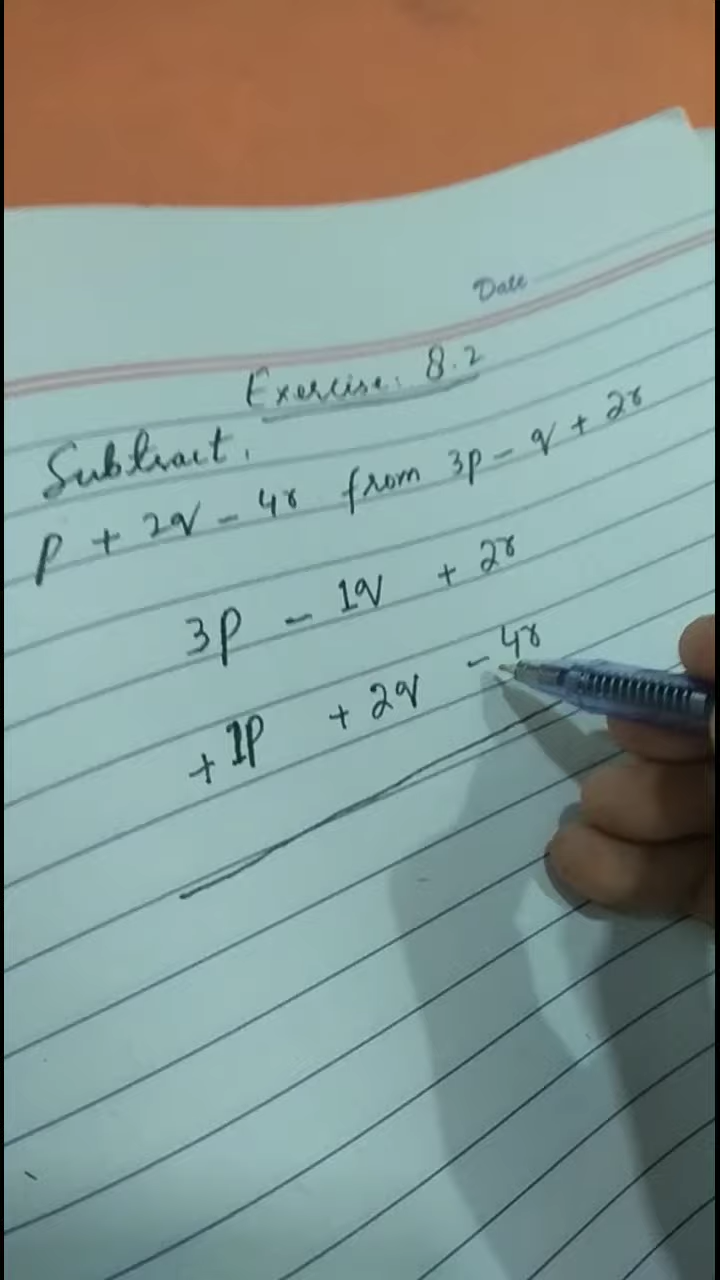 Date
Exercise: 8.2
Subtract.
p + 2q - 4r from 3p - q + 2r
3p - 1q + 2r
+1p + 2q - 4r